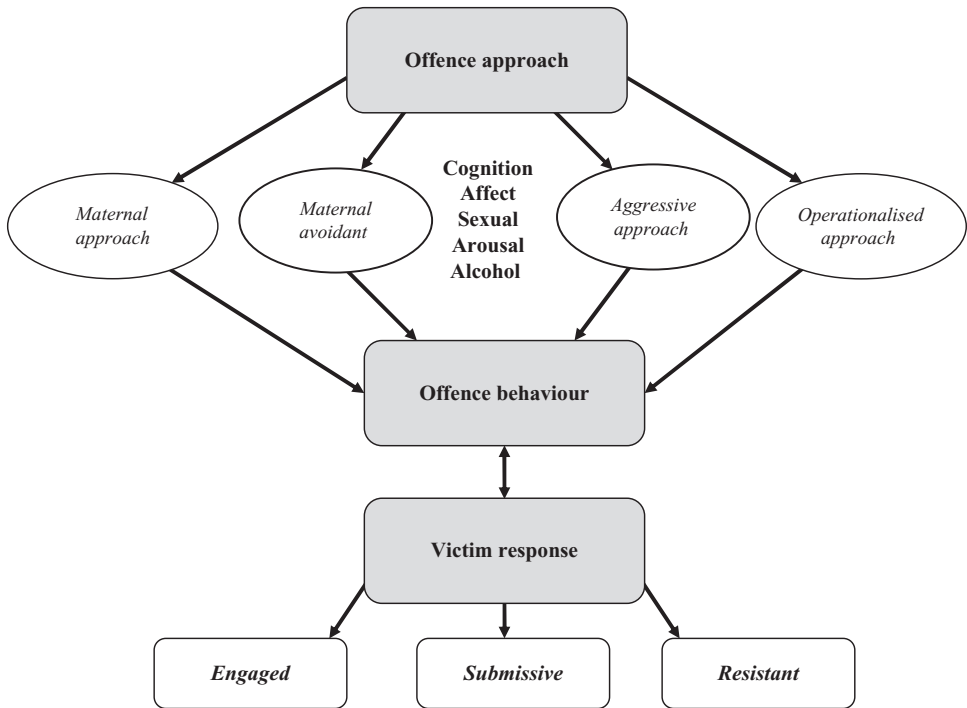 Offence approach
Maternal
approach
Maternal
avoidant
Cognition
Affect
Sexual
Arousal
Alcohol
Aggressive
approach
Operationalised
approach
Offence behaviour
Victim response
Engaged
Submissive
Resistant